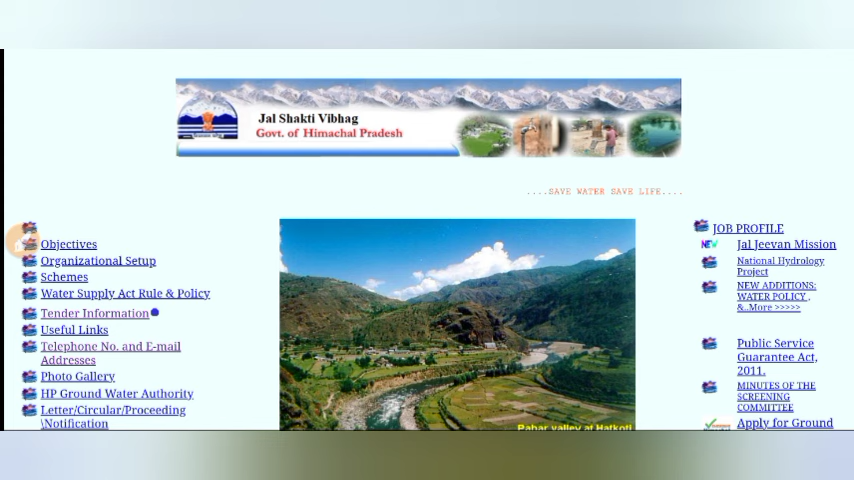 Jal Shakti Vibhag
Govt. of Himachal Pradesh
....SAVE WATER SAVE LIFE....
Objectives
Organizational Setup
Schemes
Water Supply Act Rule & Policy
Tender Information
Useful Links
Telephone No. and E-mail
Addresses
Photo Gallery
HP Ground Water Authority
Letter/Circular/Proceeding
\Notification
Pabar valley at Hatkoti
JOB PROFILE
NEW Jal Jeevan Mission
National Hydrology
Project
NEW ADDITIONS:
WATER POLICY ,
&..More >>>>>
Public Service
Guarantee Act,
2011.
MINUTES OF THE
SCREENING
COMMITTEE
Apply for Ground